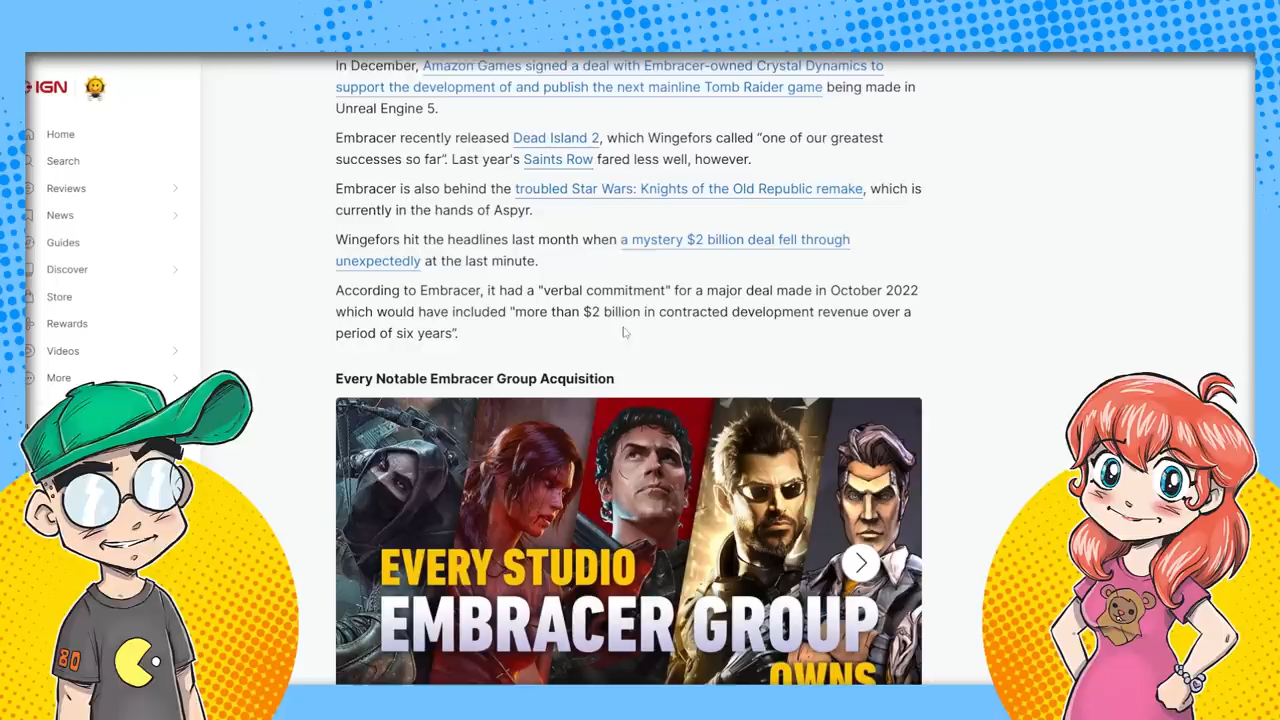 IGN
Home
Search
Reviews
News
Guides
Discover
Store
Rewards
Videos
More
In December, Amazon Games signed a deal with Embracer-owned Crystal Dynamics to
support the development of and publish the next mainline Tomb Raider game being made in
Unreal Engine 5.
Embracer recently released Dead Island 2, which Wingefors called “one of our greatest
successes so far”. Last year's Saints Row fared less well, however.
Embracer is also behind the troubled Star Wars: Knights of the Old Republic remake, which is
currently in the hands of Aspyr.
Wingefors hit the headlines last month when a mystery $2 billion deal fell through
unexpectedly at the last minute.
According to Embracer, it had a "verbal commitment" for a major deal made in October 2022
which would have included "more than $2 billion in contracted development revenue over a
period of six years”.
Every Notable Embracer Group Acquisition
EVERY STUDIO
EMBRACER GROUP
OWNS
80